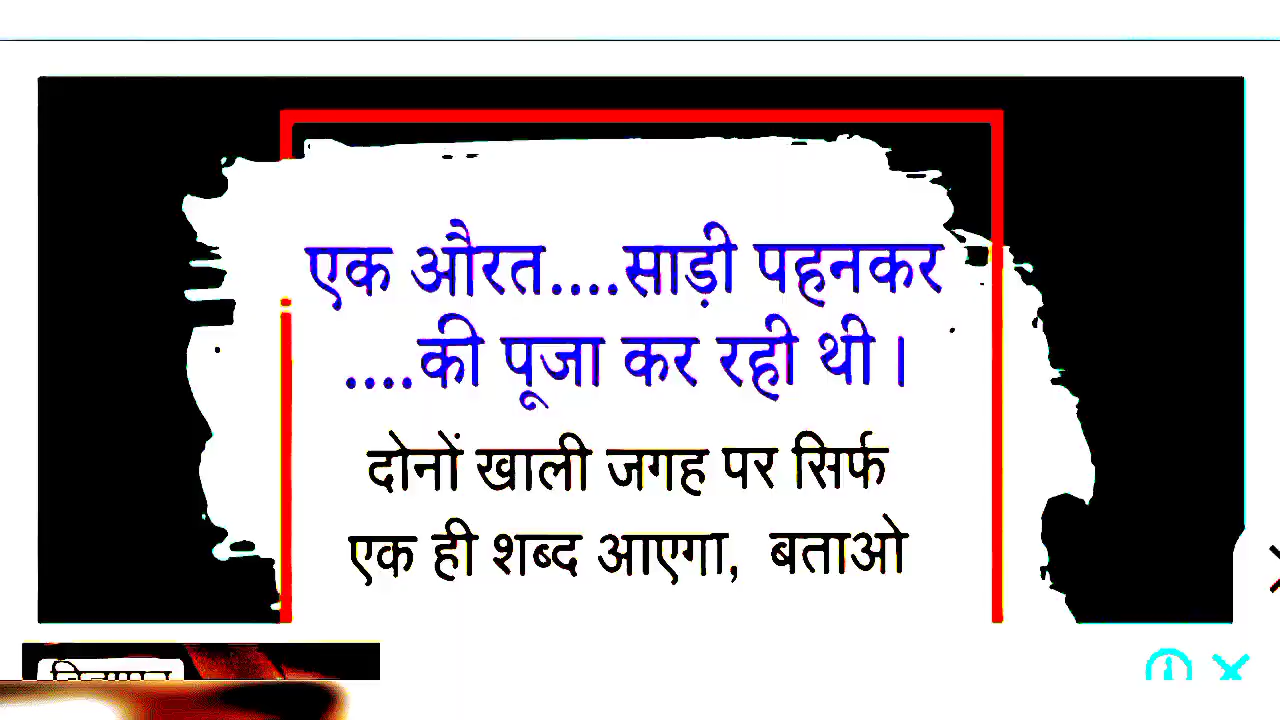 एक औरत....साड़ी पहनकर
....की पूजा कर रही थी।
दोनों खाली जगह पर सिर्फ
एक ही शब्द आएगा, बताओ